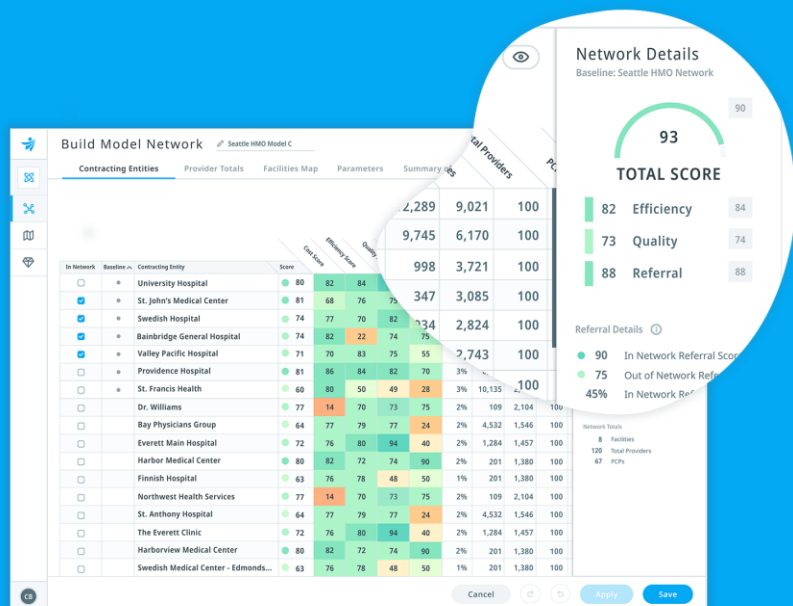 Network Details
Baseline: Seattle HMO Network
90
93
TOTAL SCORE
82 Efficiency 84
73 Quality 74
88 Referral 88
Referral Details
90 In Network Referral
75 Out of Network
45% In Network
Network Totals
8 Facilities
120 Total Providers
67 PCPs
Build Model Network Seattle HMO Model C
Contracting Entities Provider Totals Facilities Map Parameters Summary
Providers
9,021 100
9,745 6,170 100
998 3,721 100
347 3,085 100
2,824 100
2,743 100
100
In Network Baseline Contracting Entity Score Cost Score Efficiency Score Quality
University Hospital 80 82 84
St. John's Medical Center 81 68 76 75
Swedish Hospital 74 77 70 82
Bainbridge General Hospital 74 82 22 74 75
Valley Pacific Hospital 71 70 83 75 55
Providence Hospital 81 86 84 82 70 3%
St. Francis Health 60 80 50 49 28 3% 10,135
Dr. Williams 77 14 70 73 75 2% 109 2,104 100
Bay Physicians Group 64 77 79 77 24 2% 4,532 1,546 100
Everett Main Hospital 72 76 80 94 40 2% 1,284 1,457 100
Harbor Medical Center 80 82 72 74 90 2% 201 1,380 100
Finnish Hospital 63 76 78 48 50 1% 201 1,380 100
Northwest Health Services 77 14 70 73 75 2% 109 2,104 100
St. Anthony Hospital 64 77 79 77 24 2% 4,532 1,546 100
The Everett Clinic 72 76 80 94 40 2% 1,284 1,457 100
Harborview Medical Center 80 82 72 74 90 2% 201 1,380 100
Swedish Medical Center - Edmonds... 63 76 78 48 50 1% 201 1,380 100
CB
Cancel Apply Save